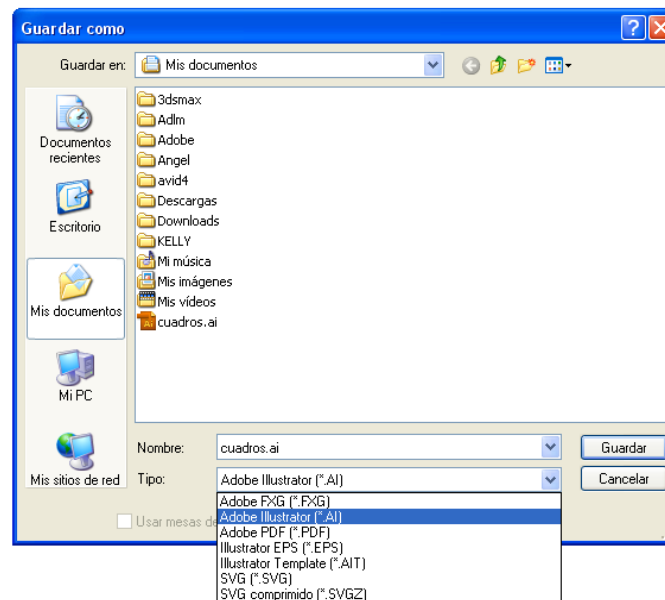 Guardar como
Guardar en: Mis documentos
3dsmax
Adlm
Adobe
Angel
avid4
Descargas
Downloads
KELLY
Mi música
Mis imágenes
Mis vídeos
cuadros.ai
Documentos
recientes
Escritorio
Mis documentos
Mi PC
Mis sitios de red
Nombre: cuadros.ai Guardar
Tipo: Adobe Illustrator (*.AI) Cancelar
Usar mesas de
Adobe FXG (*.FXG)
Adobe Illustrator (*.AI)
Adobe PDF (*.PDF)
Illustrator EPS (*.EPS)
Illustrator Template (*.AIT)
SVG (*.SVG)
SVG comprimido (*.SVGZ)